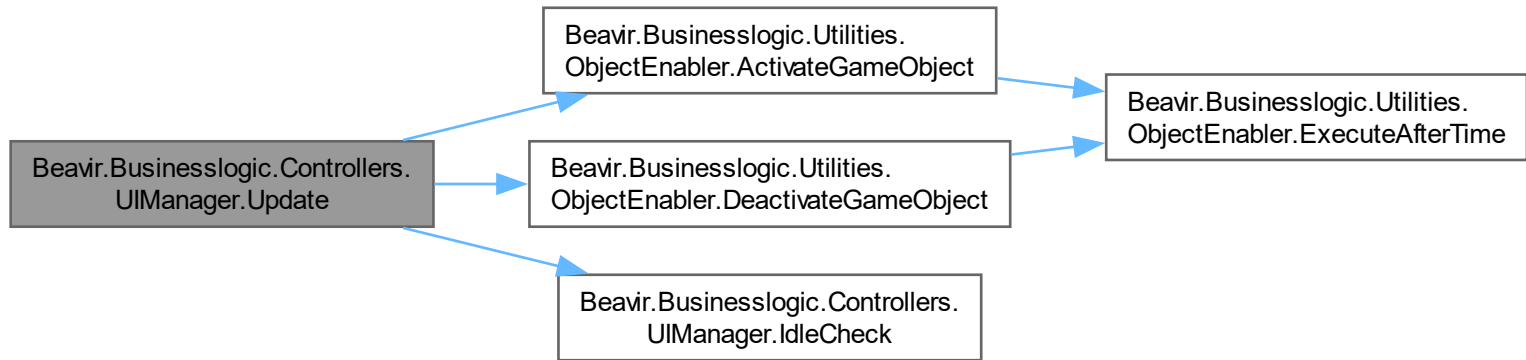 Beavir.Businesslogic.Utilities.
ObjectEnabler.ActivateGameObject
Beavir.Businesslogic.Utilities.
ObjectEnabler.ExecuteAfterTime
Beavir.Businesslogic.Controllers.
UIManager.Update
Beavir.Businesslogic.Utilities.
ObjectEnabler.DeactivateGameObject
Beavir.Businesslogic.Controllers.
UIManager.IdleCheck